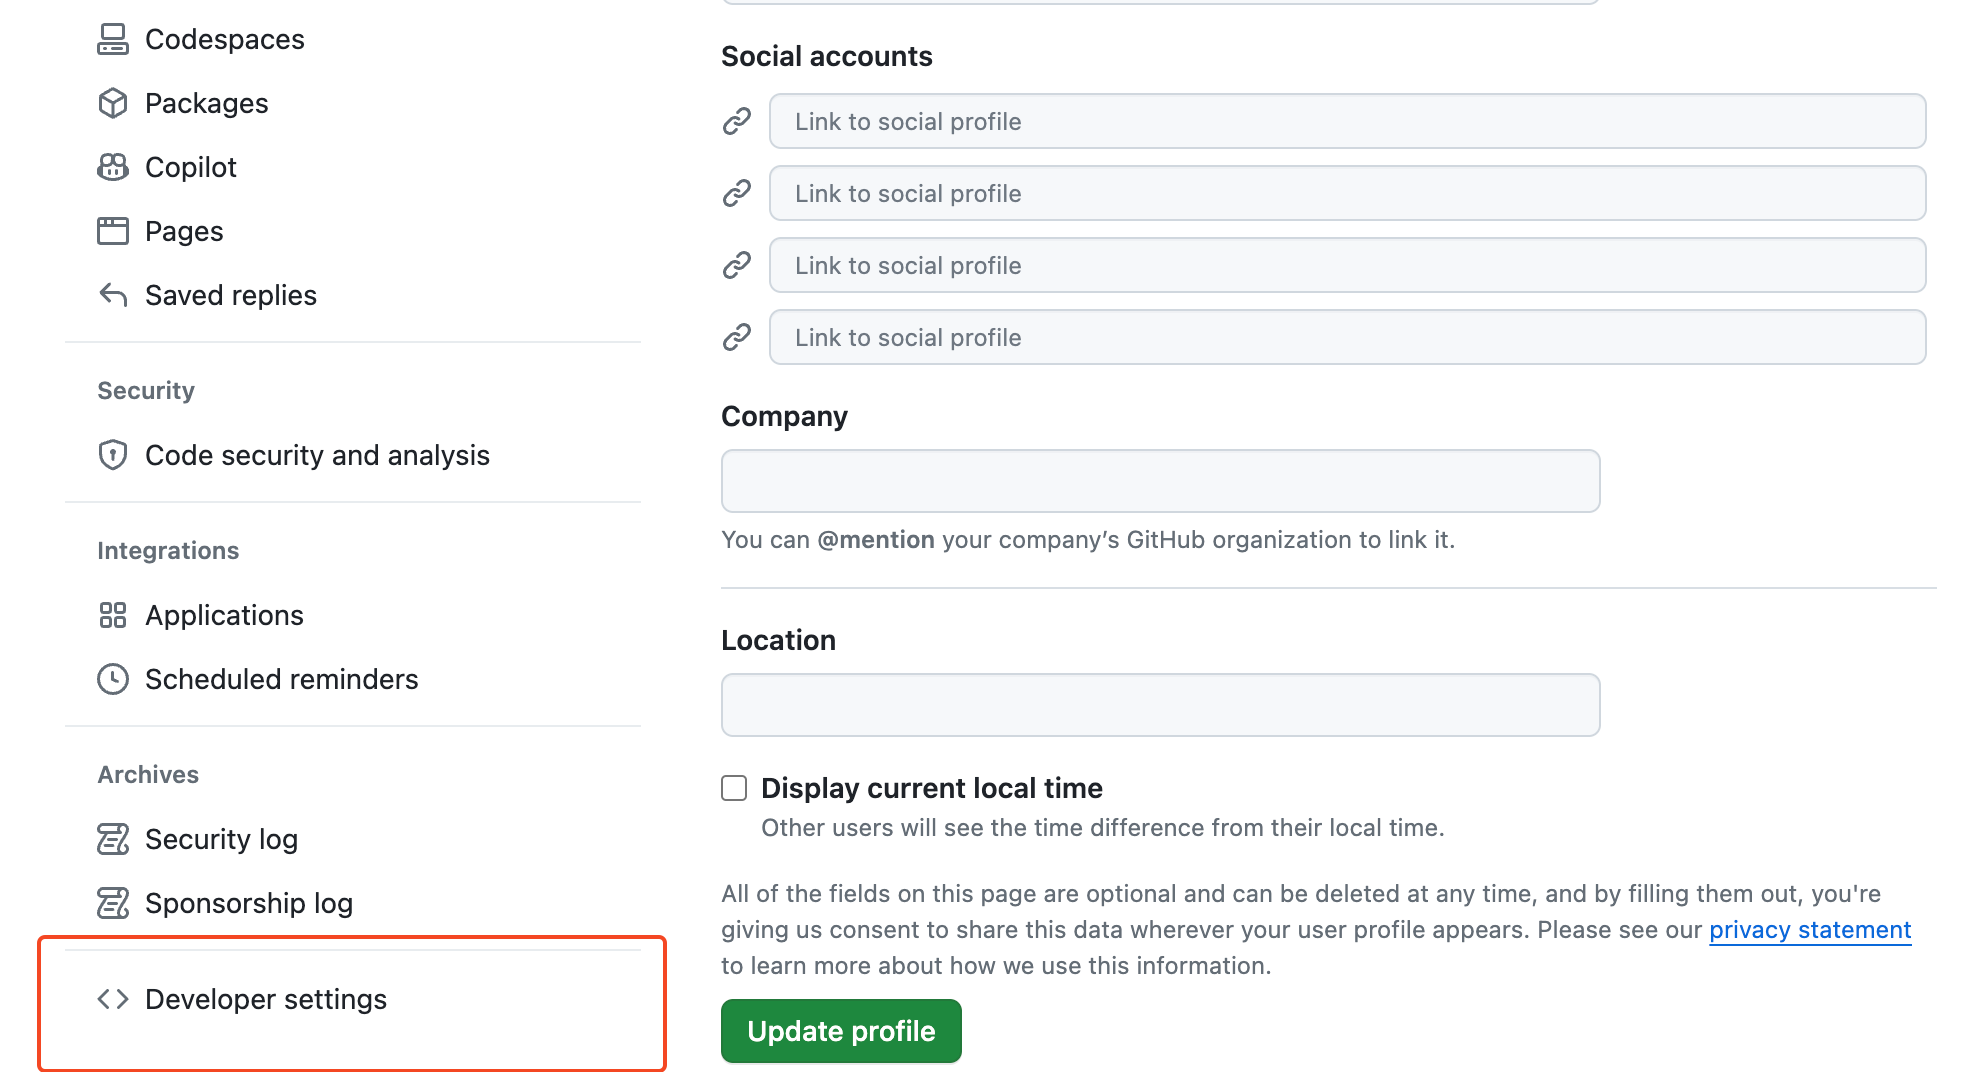 Codespaces
Packages
Copilot
Pages
Saved replies
Security
Code security and analysis
Integrations
Applications
Scheduled reminders
Archives
Security log
Sponsorship log
Developer settings
Social accounts
Link to social profile
Link to social profile
Link to social profile
Link to social profile
Company
You can @mention your company’s GitHub organization to link it.
Location
Display current local time
Other users will see the time difference from their local time.
All of the fields on this page are optional and can be deleted at any time, and by filling them out, you're
giving us consent to share this data wherever your user profile appears. Please see our privacy statement
to learn more about how we use this information.
Update profile